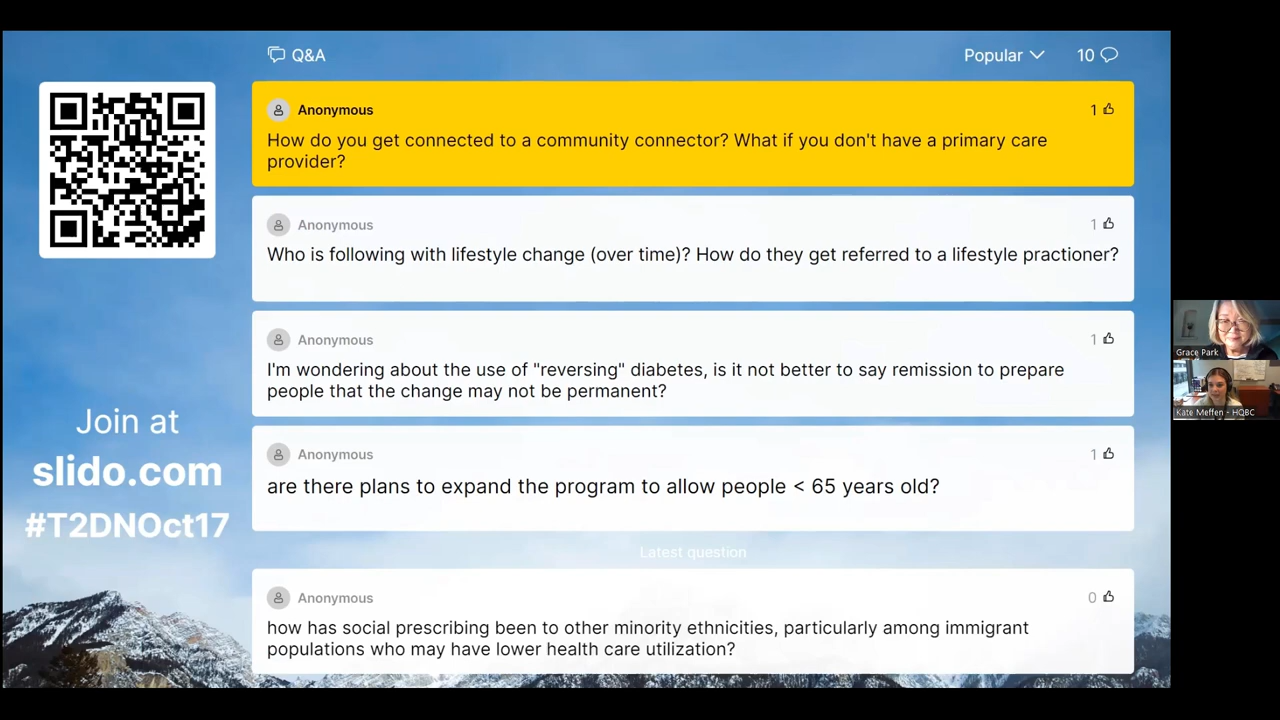 Q&A
Popular
10
Anonymous
1
How do you get connected to a community connector? What if you don't have a primary care
provider?
Anonymous
1
Who is following with lifestyle change (over time)? How do they get referred to a lifestyle practioner?
Anonymous
1
I'm wondering about the use of "reversing" diabetes, is it not better to say remission to prepare
people that the change may not be permanent?
Anonymous
1
are there plans to expand the program to allow people < 65 years old?
Latest question
Anonymous
0
how has social prescribing been to other minority ethnicities, particularly among immigrant
populations who may have lower health care utilization?
Join at
slido.com
#T2DNOct17
Grace Park
Kate Meffen - HQBC